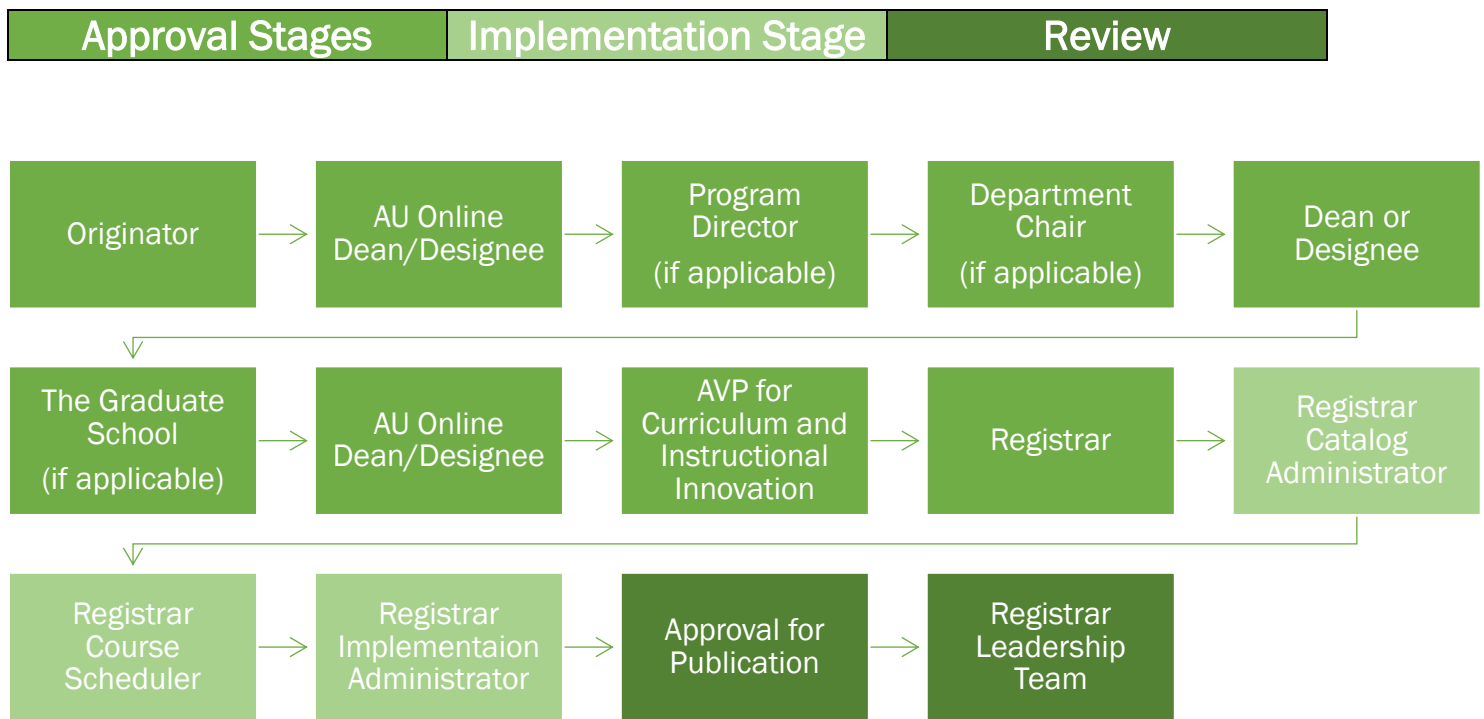 Approval Stages
Implementation Stage
Review
Originator
AU Online
Dean/Designee
Program
Director
(if applicable)
Department
Chair
(if applicable)
Dean or
Designee
The Graduate
School
(if applicable)
AU Online
Dean/Designee
AVP for
Curriculum and
Instructional
Innovation
Registrar
Registrar
Catalog
Administrator
Registrar
Course
Scheduler
Registrar
Implementaion
Administrator
Approval for
Publication
Registrar
Leadership
Team